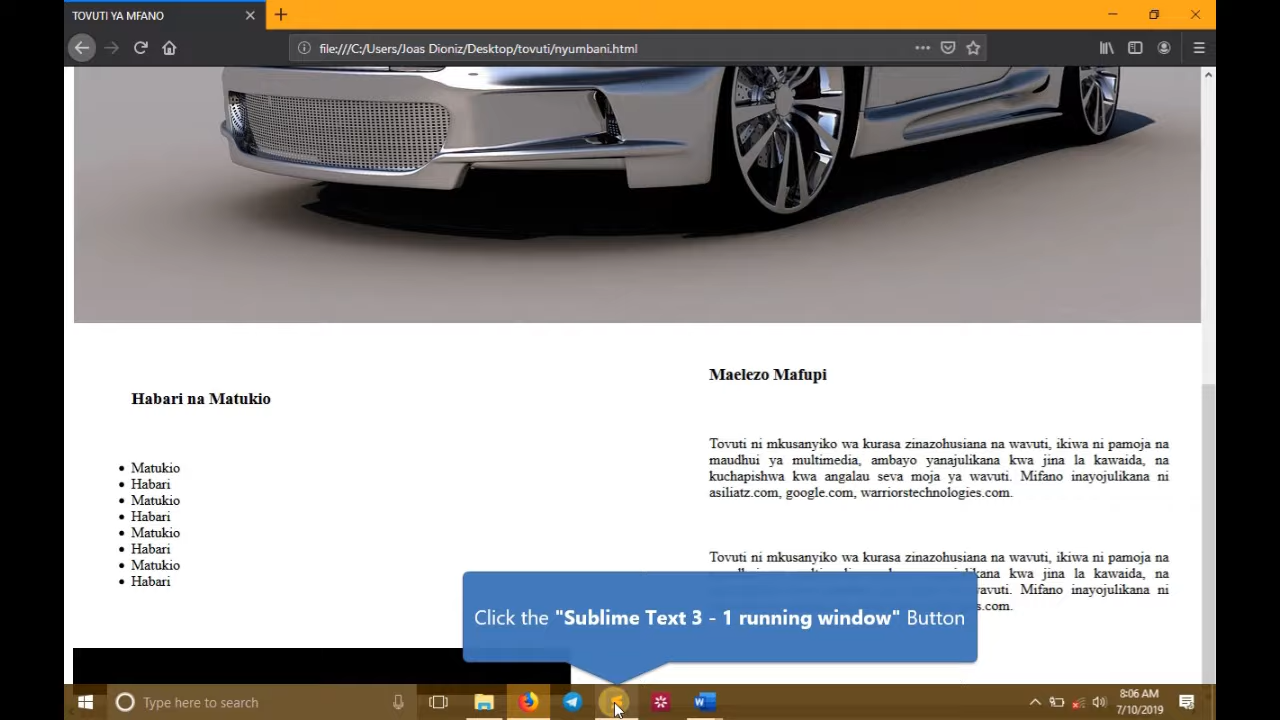 TOVUTI YA MFANO
file:///C:/Users/Joas Dioniz/Desktop/tovuti/nyumbani.html
Habari na Matukio
Matukio
Habari
Matukio
Habari
Matukio
Habari
Matukio
Habari
Maelezo Mafupi
Tovuti ni mkusanyiko wa kurasa zinazohusiana na wavuti, ikiwa ni pamoja na
maudhui ya multimedia, ambayo yanajulikana kwa jina la kawaida, na
kuchapishwa kwa angalau seva moja ya wavuti. Mifano inayojulikana ni
asiliatz.com, google.com, warriorstechnologies.com.
Tovuti ni mkusanyiko wa kurasa zinazohusiana na wavuti, ikiwa ni pamoja na
kwa jina la kawaida, na
Mifano inayojulikana ni
Click the "Sublime Text 3 - 1 running window" Button
Type here to search
8:06 AM
7/10/2019